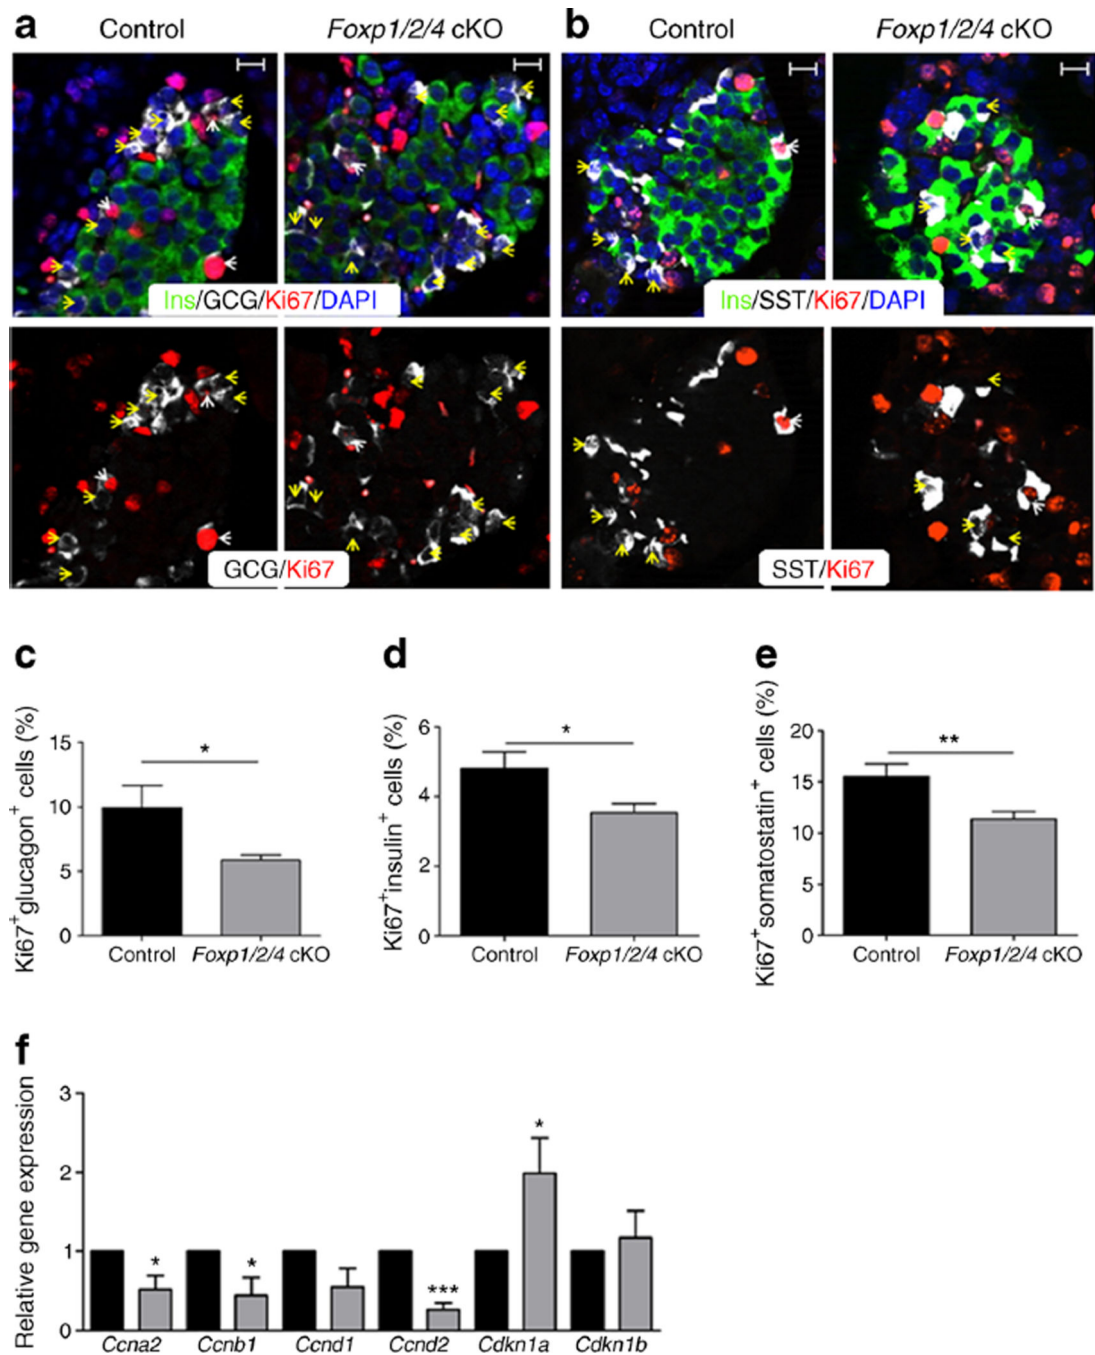 a Control Foxp1/2/4 cKO b Control Foxp1/2/4 cKO
Ins/GCG/Ki67/DAPI Ins/SST/Ki67/DAPI
GCG/Ki67 SST/Ki67
c
Ki67+glucagon+ cells (%)
15
10
5
0
*
Control Foxp1/2/4 cKO
d
Ki67+insulin+ cells (%)
6
4
2
0
*
Control Foxp1/2/4 cKO
e
Ki67+somatostatin+ cells (%)
20
15
10
5
0
**
Control Foxp1/2/4 cKO
f
Relative gene expression
3
2
1
0
* * *** *
Ccna2 Ccnb1 Ccnd1 Ccnd2 Cdkn1a Cdkn1b